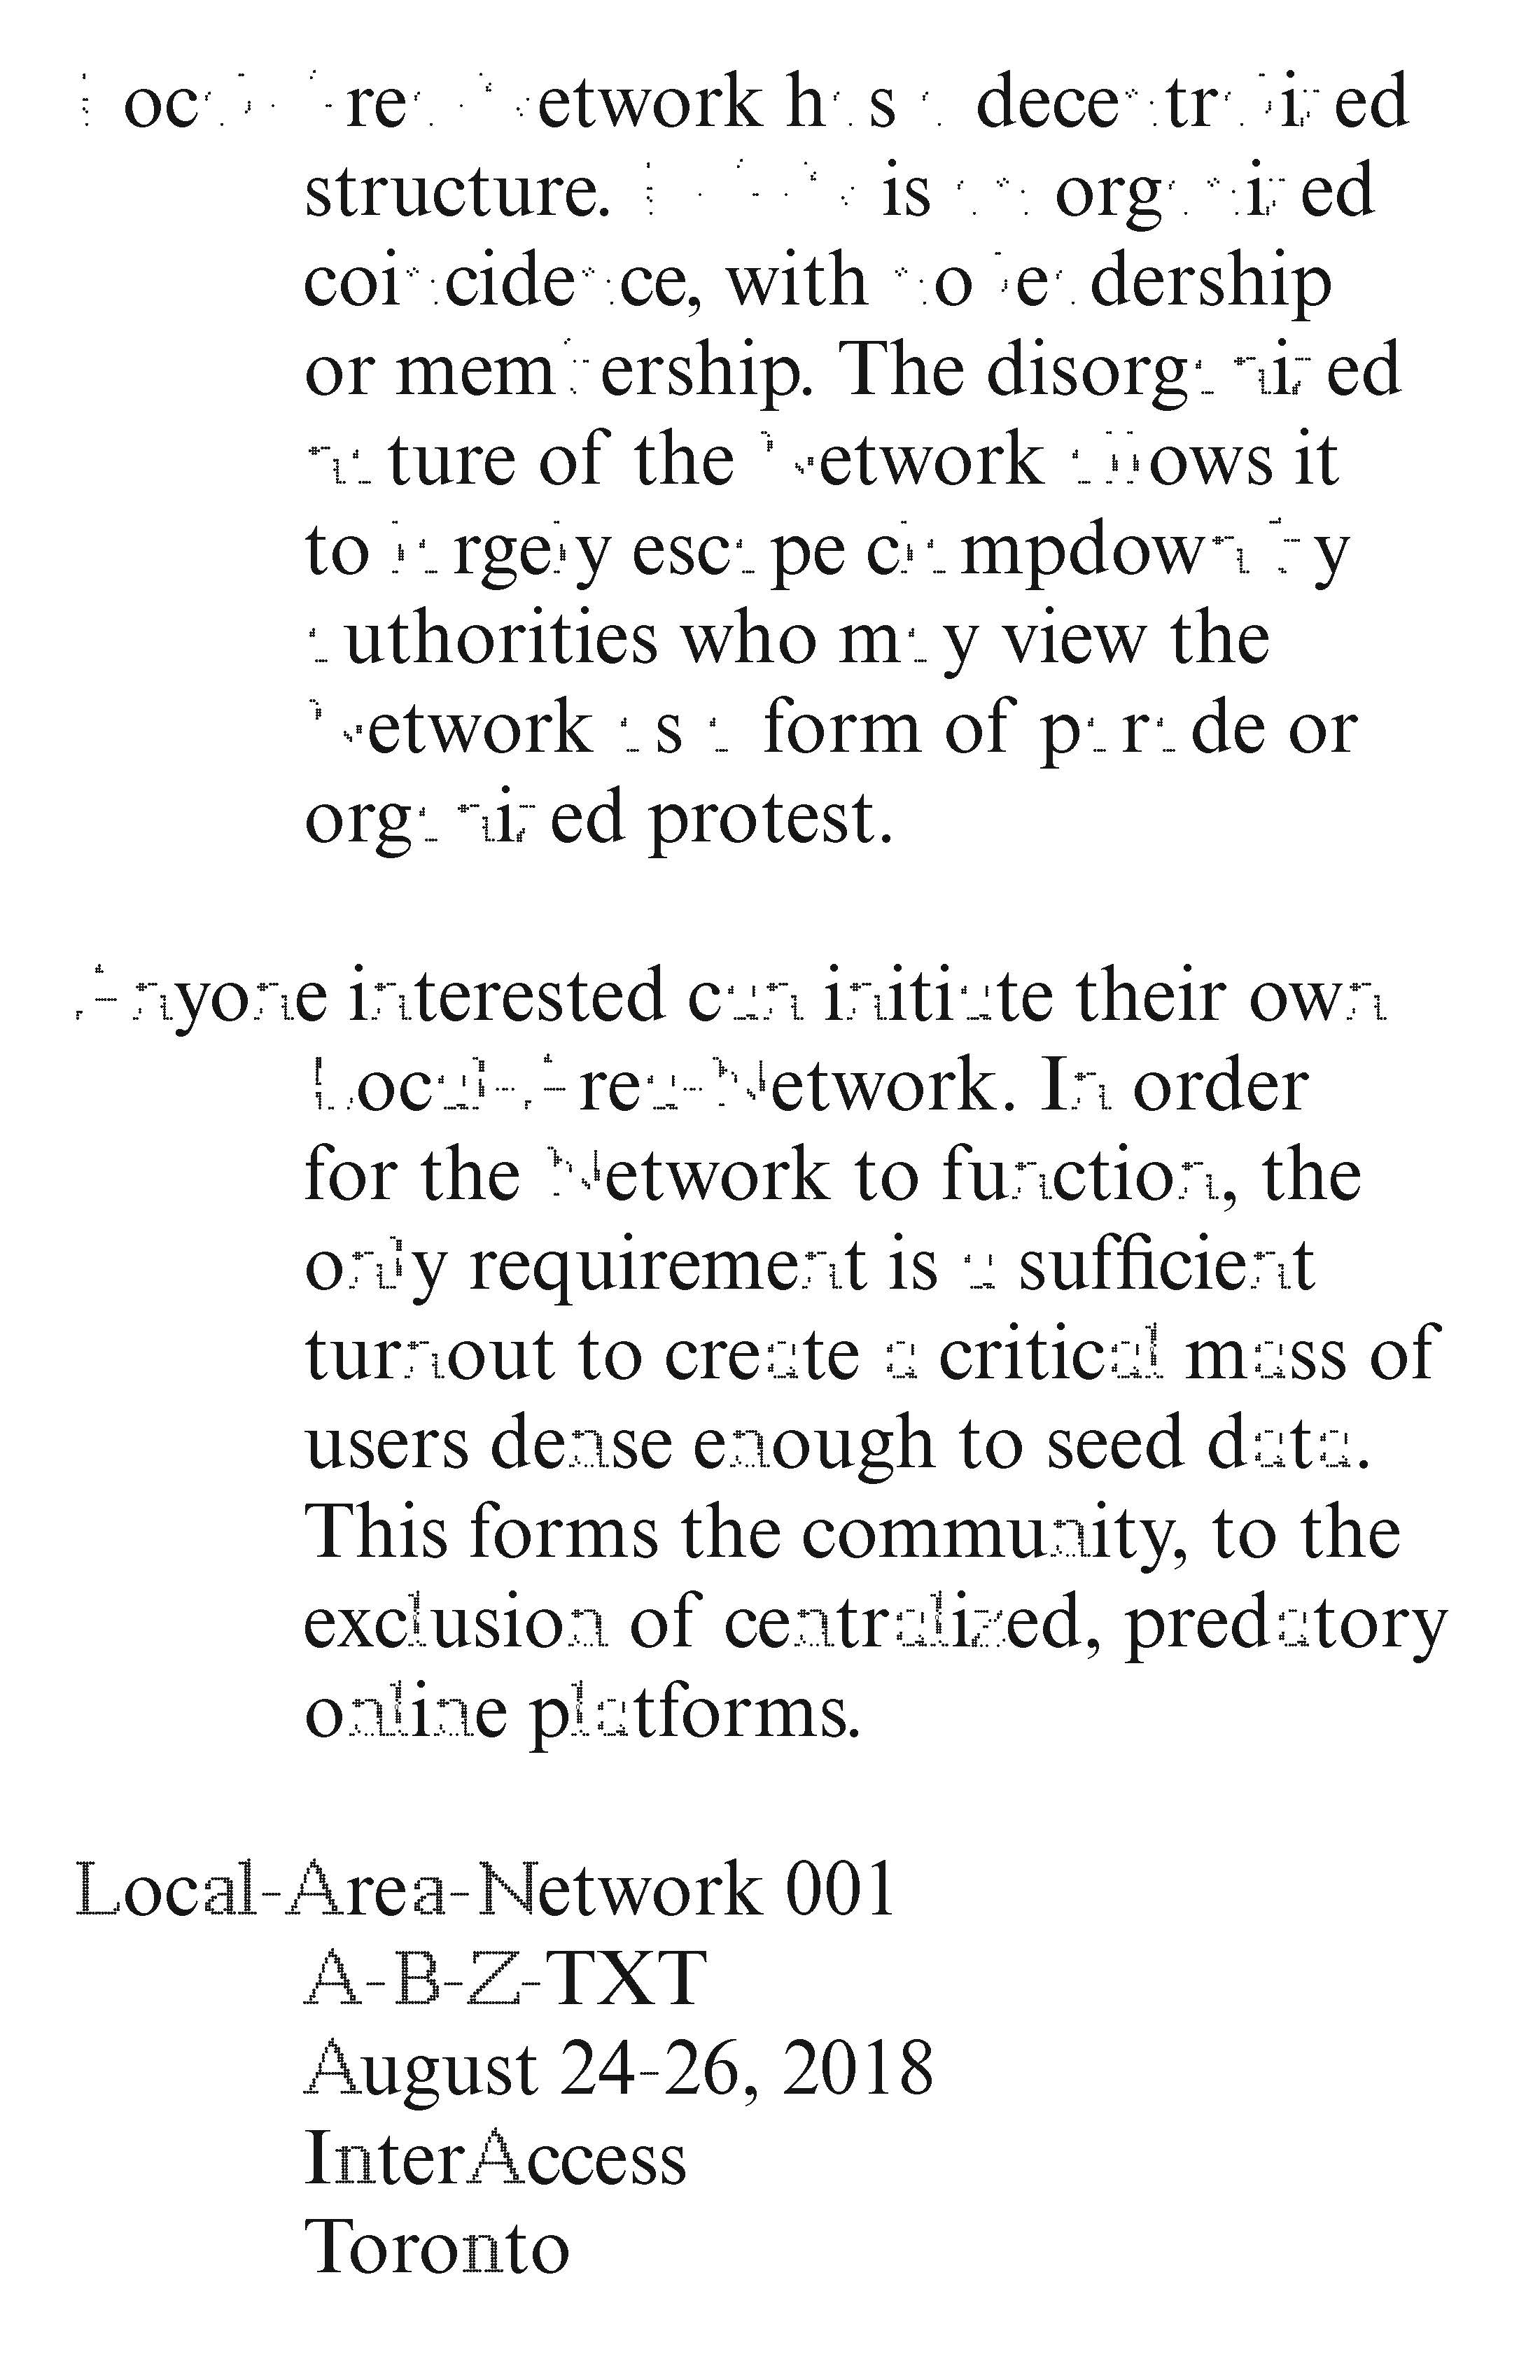 Local-Area-Network has a decentralized
structure. L-A-N is an organized
coincidence, with no leadership
or membership. The disorganized
nature of the Network allows it
to largely escape clampdown by
authorities who may view the
Network as a form of parade or
organized protest.
Anyone interested can initiate their own
Local-Area-Network. In order
for the Network to function, the
only requirement is a sufficient
turnout to create a critical mass of
users dense enough to seed data.
This forms the community, to the
exclusion of centralized, predatory
online platforms.
Local-Area-Network 001
A-B-Z-TXT
August 24-26, 2018
InterAccess
Toronto